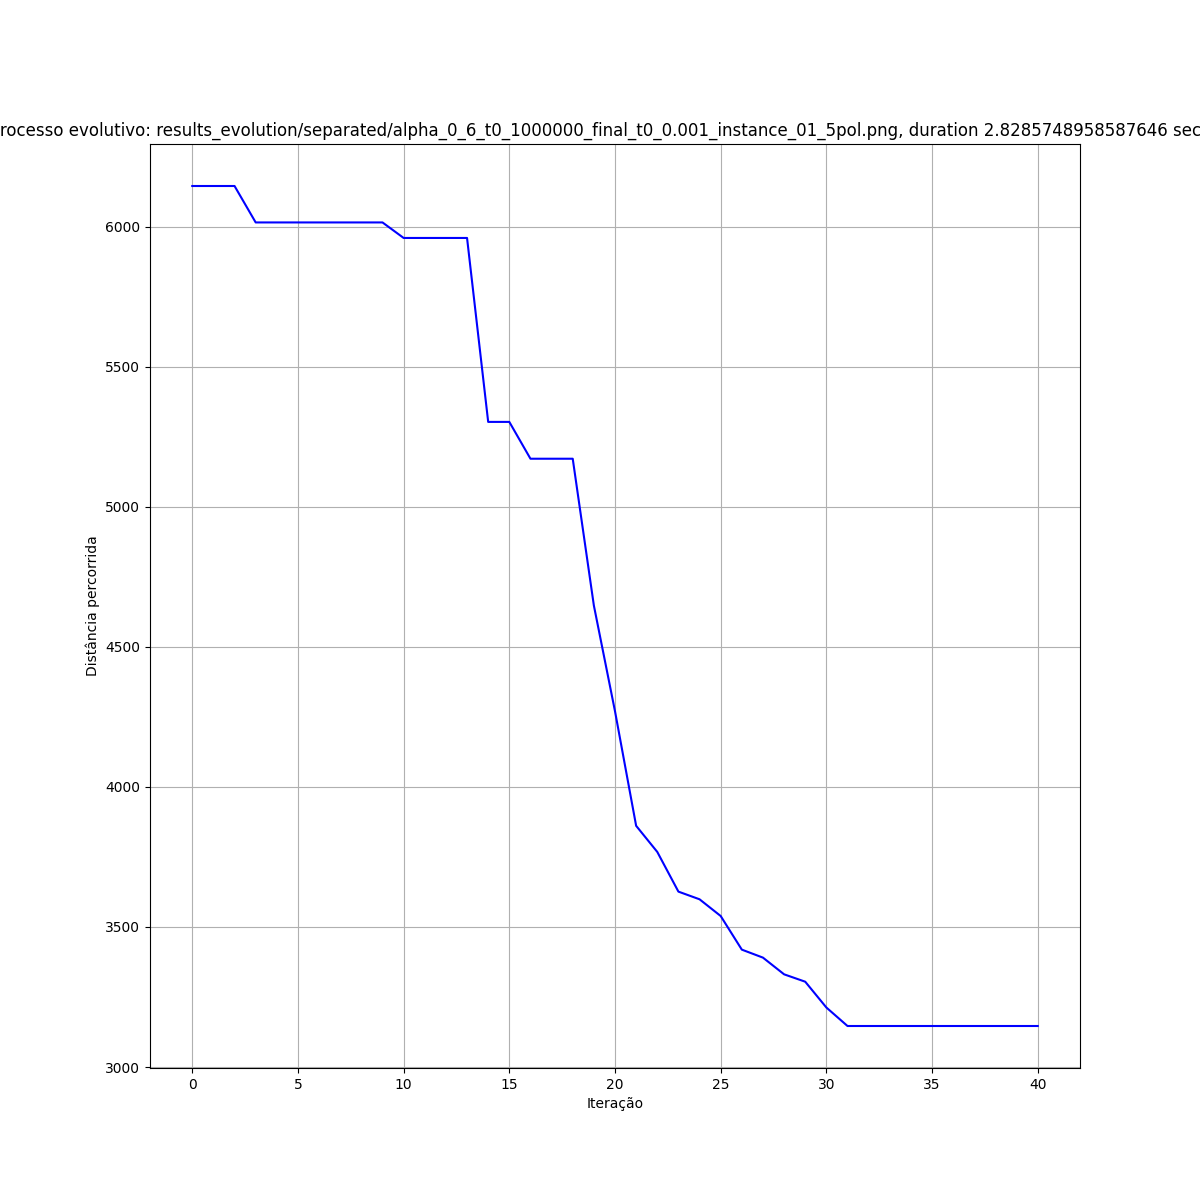 rocesso evolutivo: results_evolution/separated/alpha_0_6_t0_1000000_final_t0_0.001_instance_01_5pol.png, duration 2.8285748958587646 sec
6000
5500
5000
4500
4000
3500
3000
Distância percorrida
0 5 10 15 20 25 30 35 40
Iteração